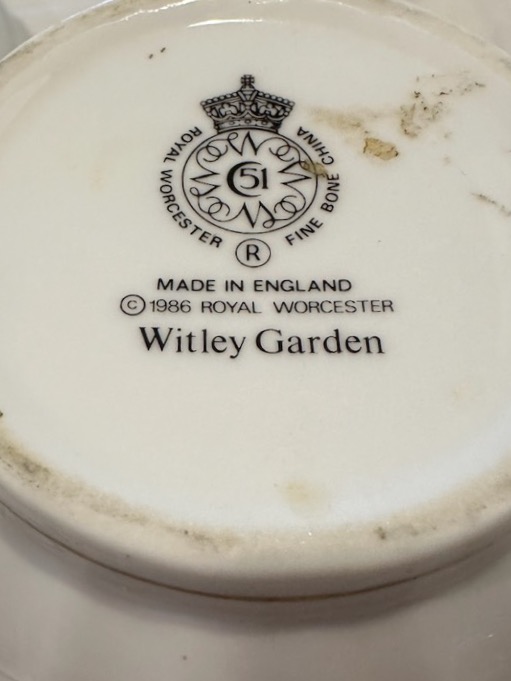 ROYAL WORCESTER FINE BONE CHINA
C 51
R
MADE IN ENGLAND
© 1986 ROYAL WORCESTER
Witley Garden